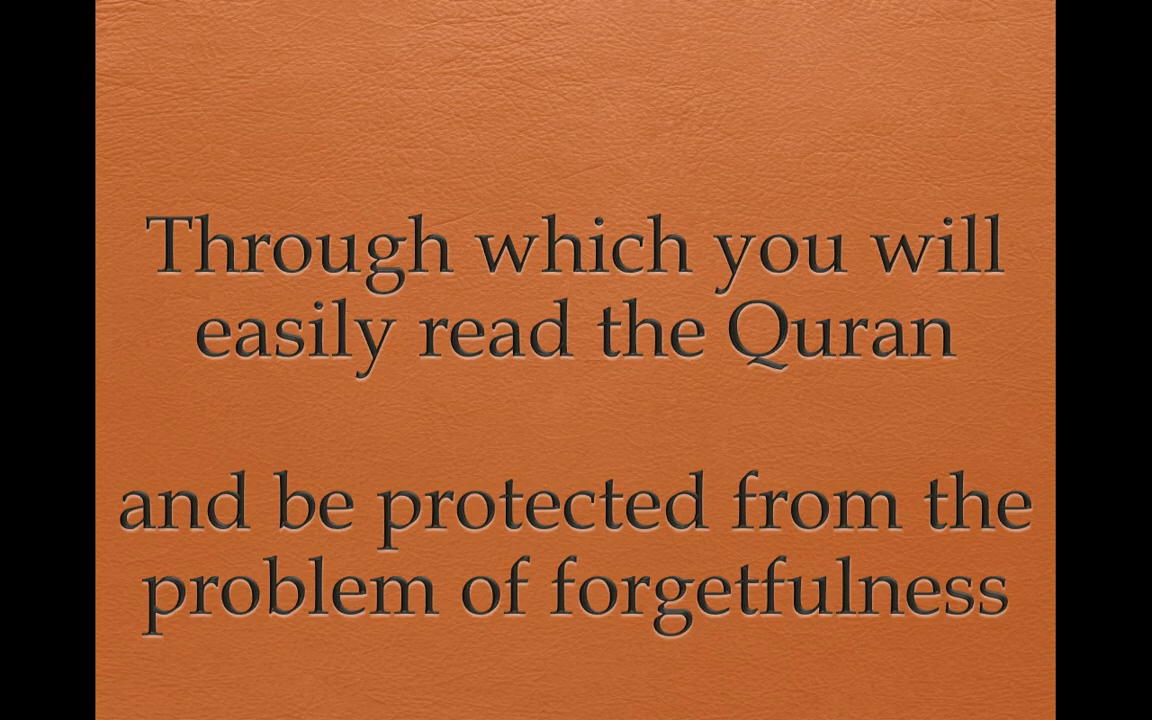 Through which you will
easily read the Quran
and be protected from the
problem of forgetfulness